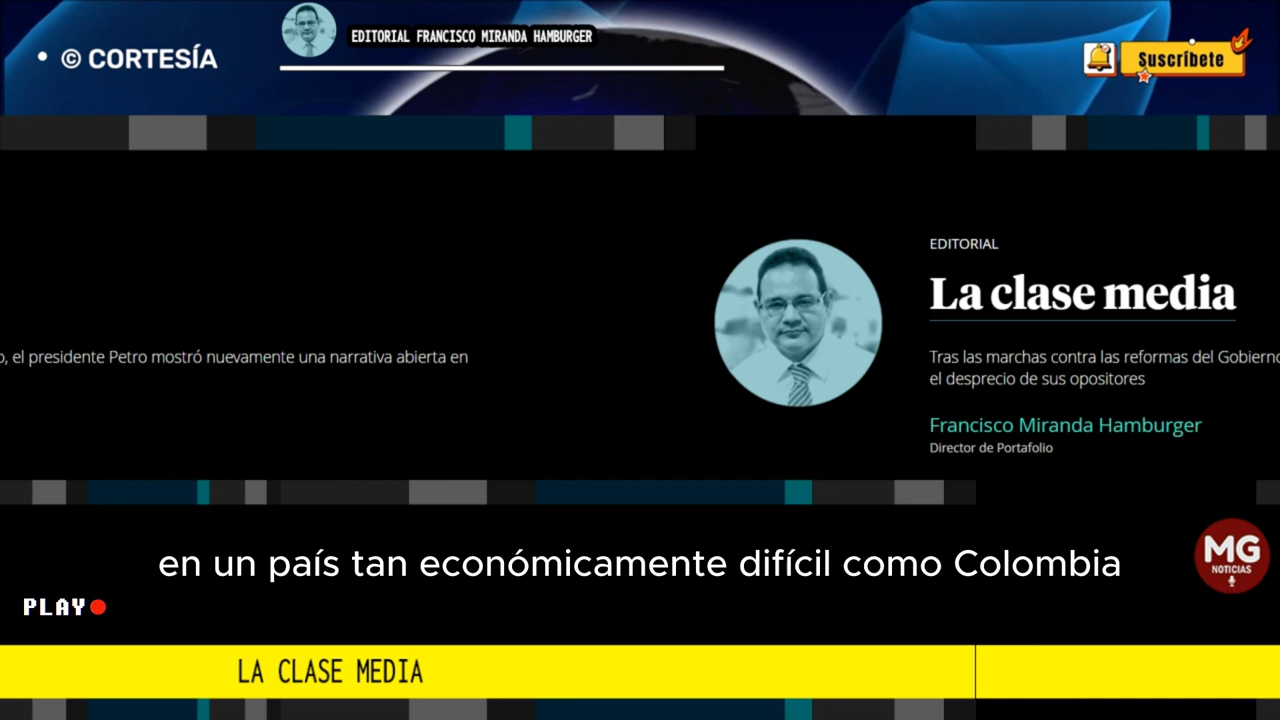 • © CORTESÍA
EDITORIAL FRANCISCO MIRANDA HAMBURGER
Suscríbete
EDITORIAL
La clase media
, el presidente Petro mostró nuevamente una narrativa abierta en
Tras las marchas contra las reformas del Gobierno
el desprecio de sus opositores
Francisco Miranda Hamburger
Director de Portafolio
en un país tan económicamente difícil como Colombia
MG
NOTICIAS
PLAY
LA CLASE MEDIA